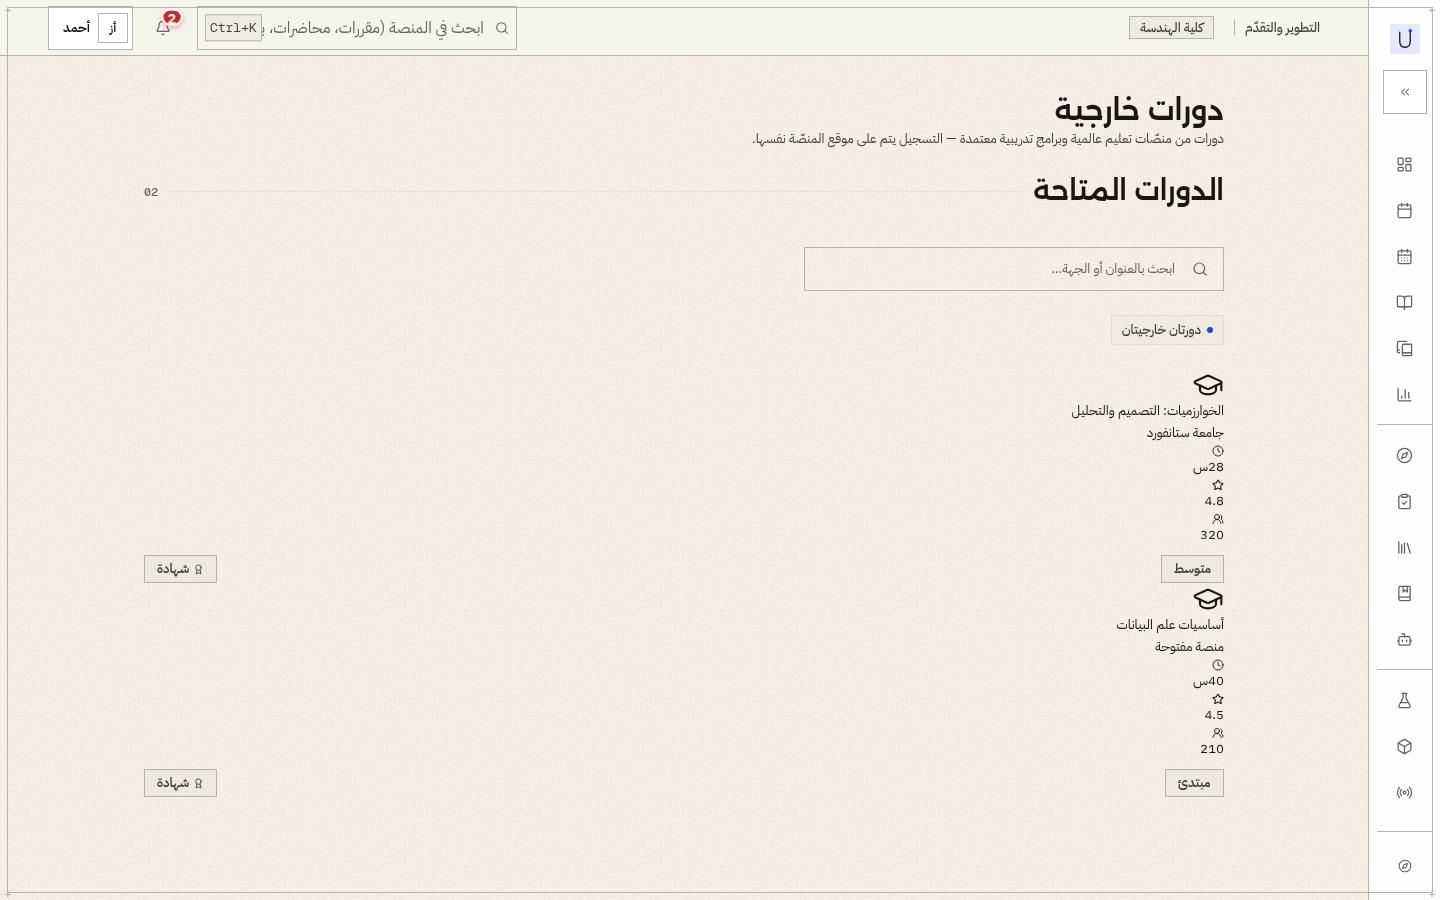 التطوير والتقدّم
كلية الهندسة
ابحث في المنصة (مقررات، محاضرات،
Ctrl+K
2
أز
أحمد
دورات خارجية
دورات من منصّات تعليم عالمية وبرامج تدريبية معتمدة — التسجيل يتم على موقع المنصّة نفسها.
الدورات المتاحة
02
ابحث بالعنوان أو الجهة...
دورتان خارجيتان
الخوارزميات: التصميم والتحليل
جامعة ستانفورد
28س
4.8
320
متوسط
شهادة
أساسيات علم البيانات
منصة مفتوحة
40س
4.5
210
مبتدئ
شهادة